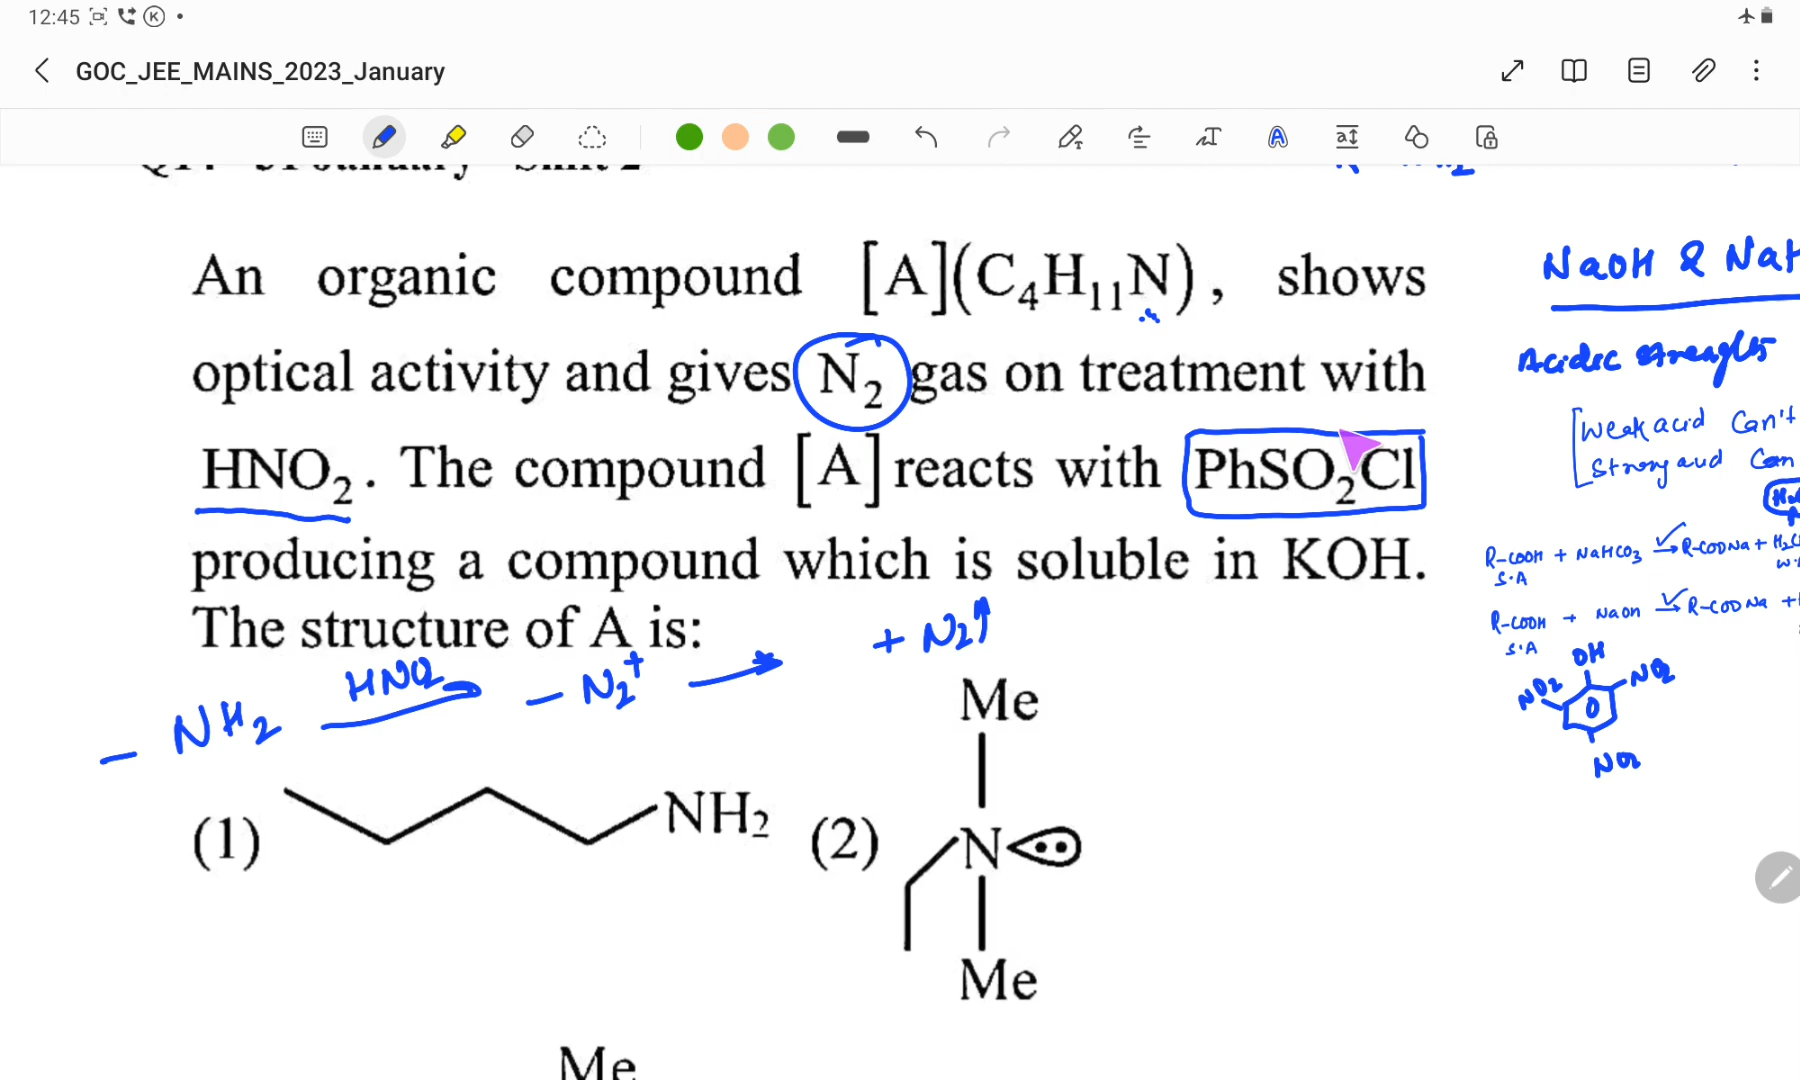 12:45
GOC_JEE_MAINS_2023_January
An organic compound [A](C₄H₁₁N), shows
optical activity and gives N₂ gas on treatment with
HNO₂. The compound [A] reacts with PhSO₂Cl
producing a compound which is soluble in KOH.
The structure of A is:
+ N₂↑
- NH₂ HNO₂ - N₂⁺
(1) NH₂
(2) Me
N
Me
Me
NaOH & NaH
Acidic strength
Weak acid Can't
Strong acid Can
R-COOH + NaHCO₃ → R-COONa + H₂C
S.A
R-COOH + NaOH → R-COONa +
S.A
OH
NO₂ NO₂
NO₂